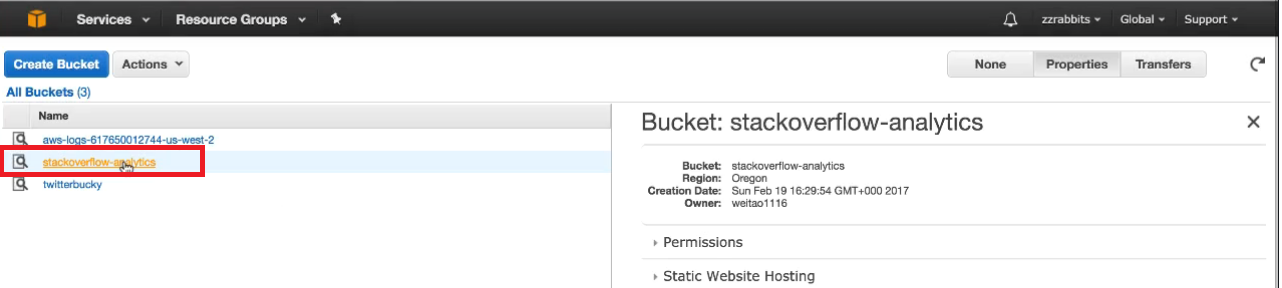 Services Resource Groups zzrabbits Global Support
Create Bucket Actions None Properties Transfers
All Buckets (3)
Name
aws-logs-617650012744-us-west-2
stackoverflow-analytics
twitterbucky
Bucket: stackoverflow-analytics
Bucket: stackoverflow-analytics
Region: Oregon
Creation Date: Sun Feb 19 16:29:54 GMT+000 2017
Owner: weitao1116
Permissions
Static Website Hosting